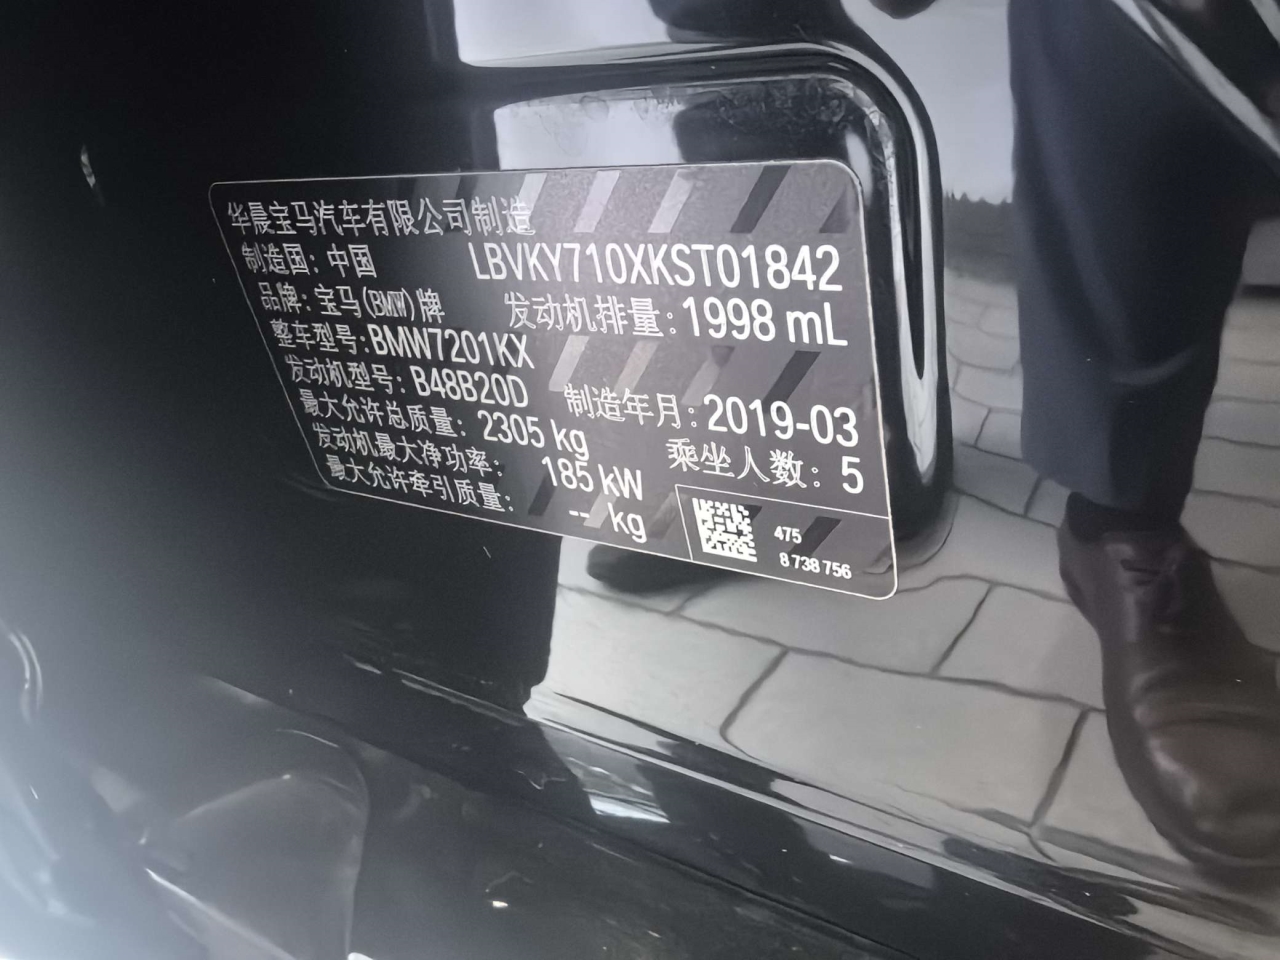 华晨宝马汽车有限公司制造
制造国：中国
LBVKY710XKST01842
品牌：宝马(BMW)牌
发动机排量：1998 mL
整车型号：BMW7201KX
发动机型号：B48B20D
制造年月：2019-03
最大允许总质量：2305 kg
乘坐人数：5
发动机最大净功率：185 kW
最大允许牵引质量：-- kg
475
8 738 756